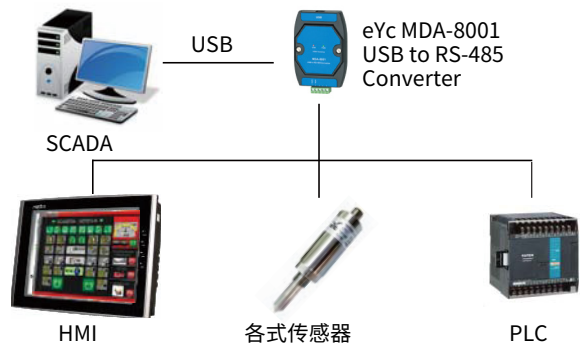 USB
eYc MDA-8001
USB to RS-485
Converter
SCADA
HMI
各式传感器
PLC